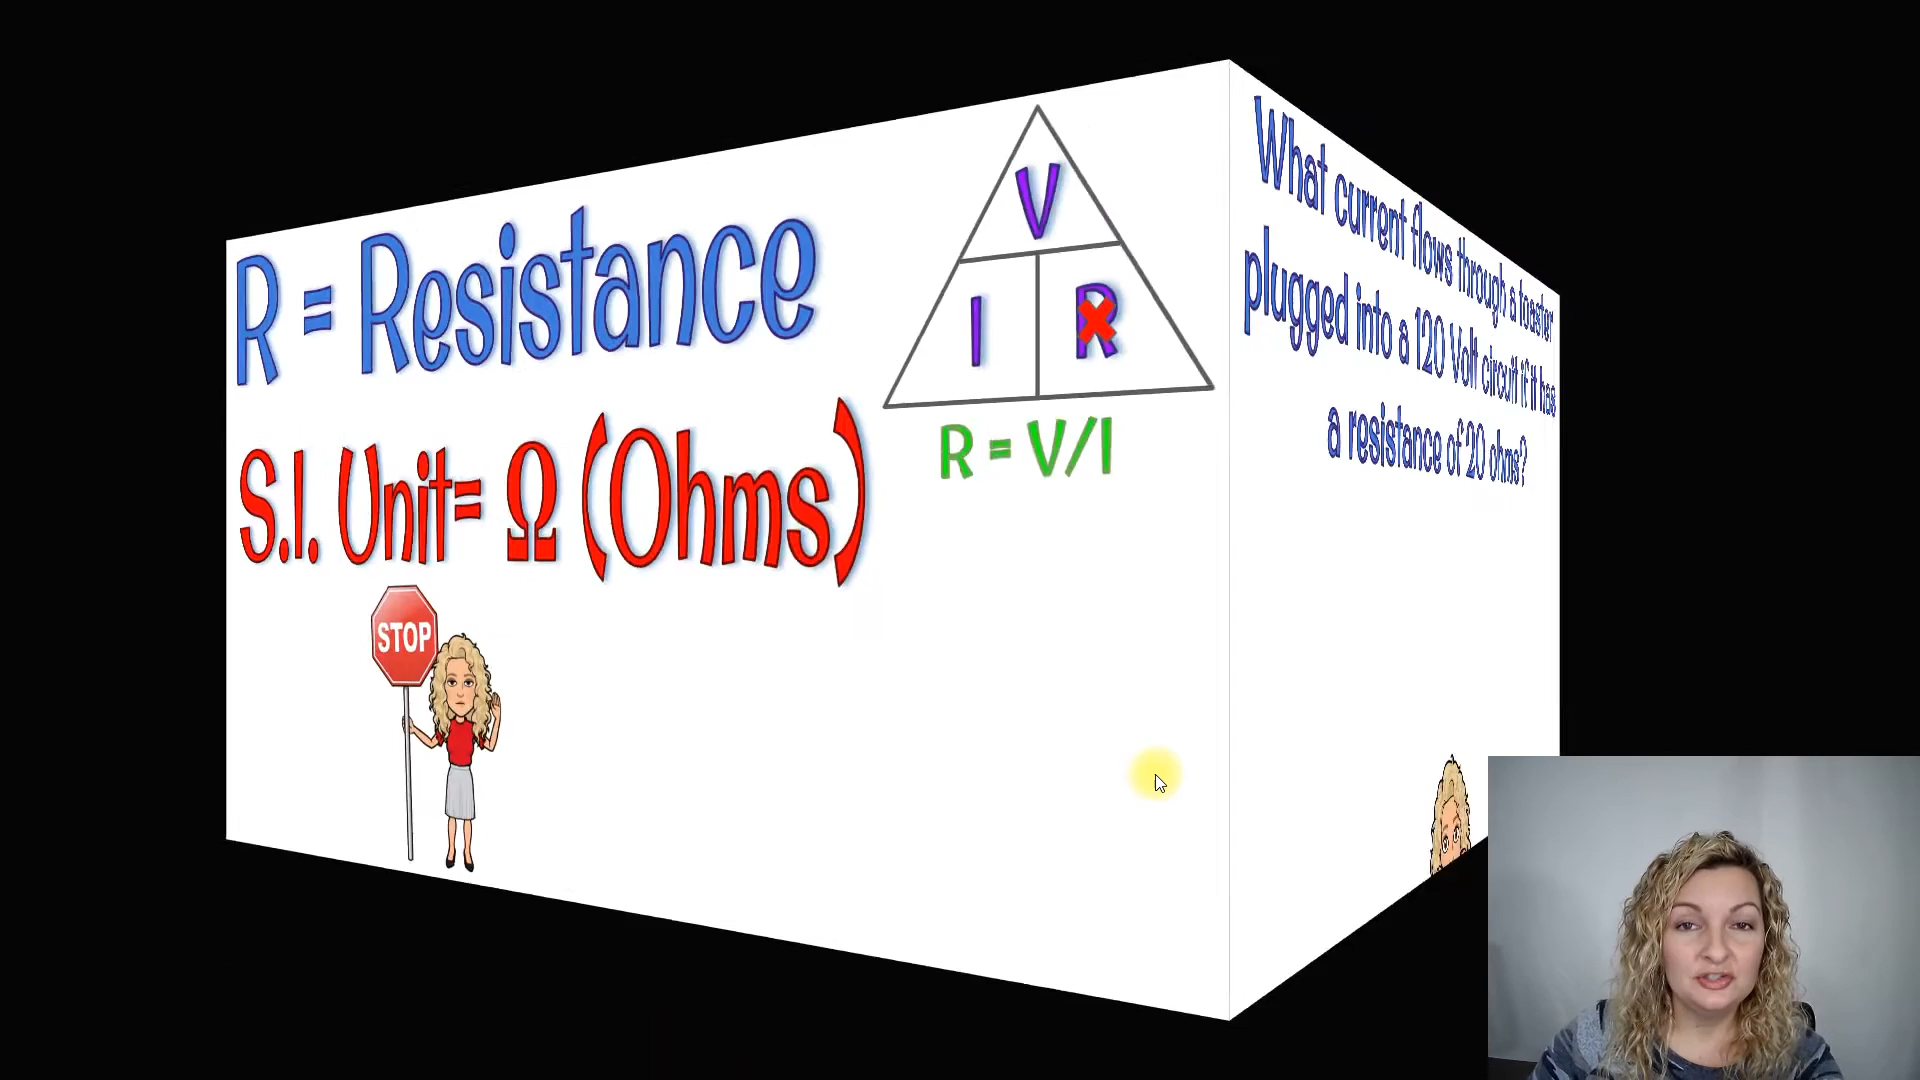 R = Resistance
S.I. Unit= Ω (Ohms)
STOP
V
I
R
R = V/I
What current flows through a toaster
plugged into a 120 Volt circuit if it has
a resistance of 20 ohms?